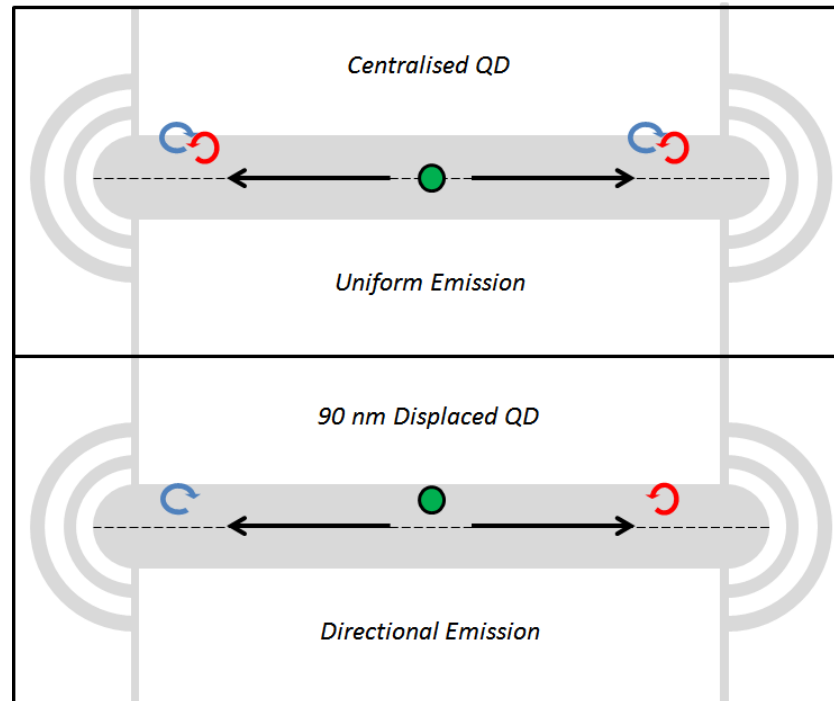 Centralised QD
Uniform Emission
90 nm Displaced QD
Directional Emission